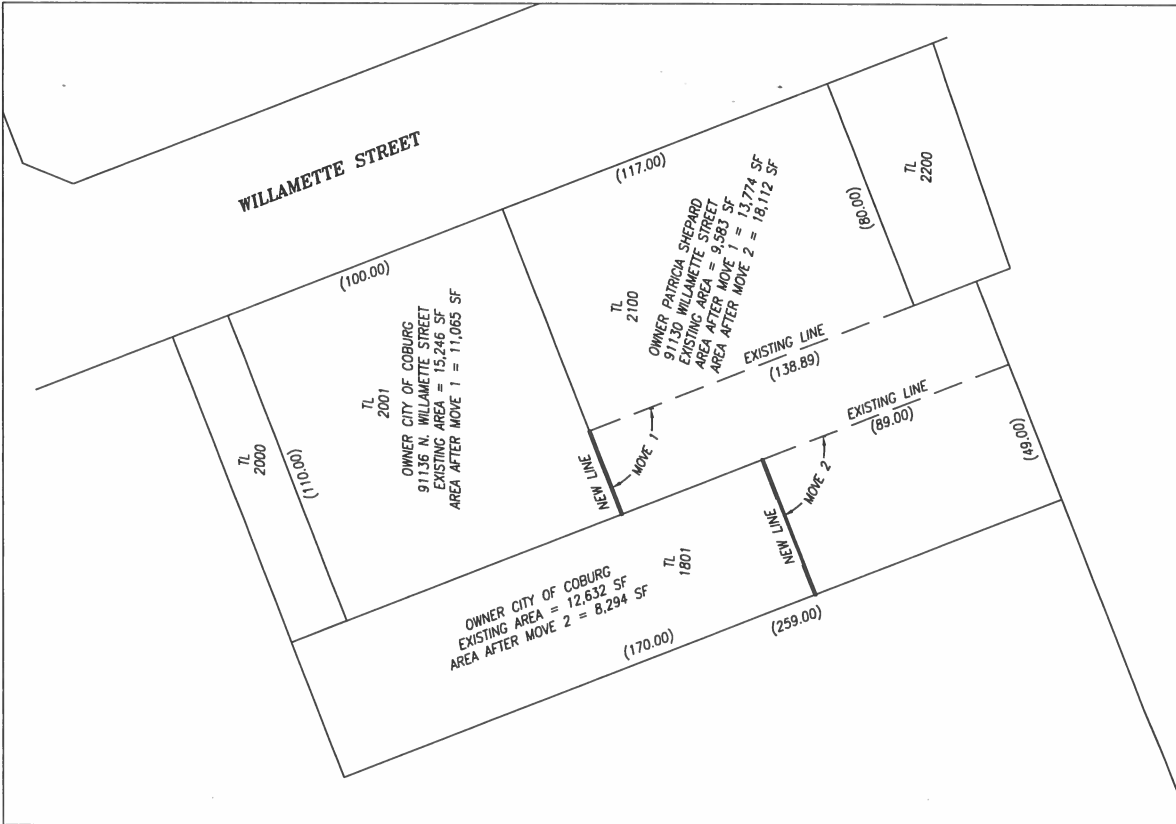 WILLAMETTE STREET
(100.00)
(117.00)
TL
2000
(110.00)
TL
2001
OWNER CITY OF COBURG
91136 N. WILLAMETTE STREET
EXISTING AREA = 15,246 SF
AREA AFTER MOVE 1 = 11,065 SF
TL
2100
OWNER PATRICIA SHEPARD
91130 WILLAMETTE STREET
EXISTING AREA = 9,583 SF
AREA AFTER MOVE 1 = 13,774 SF
AREA AFTER MOVE 2 = 18,112 SF
(80.00)
TL
2200
EXISTING LINE
(138.89)
NEW LINE
MOVE 1
EXISTING LINE
(89.00)
NEW LINE
MOVE 2
(49.00)
OWNER CITY OF COBURG
EXISTING AREA = 12,632 SF
AREA AFTER MOVE 2 = 8,294 SF
TL
1801
(170.00)
(259.00)